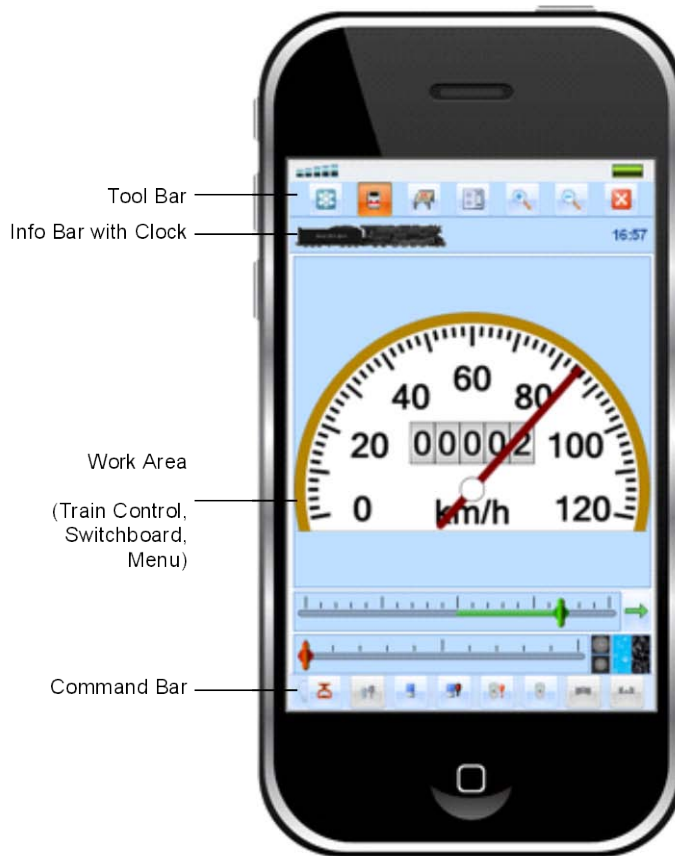 Tool Bar
Info Bar with Clock
16:57
60
40
80
20
00002
100
Work Area
0
km/h
120
(Train Control,
Switchboard,
Menu)
Command Bar